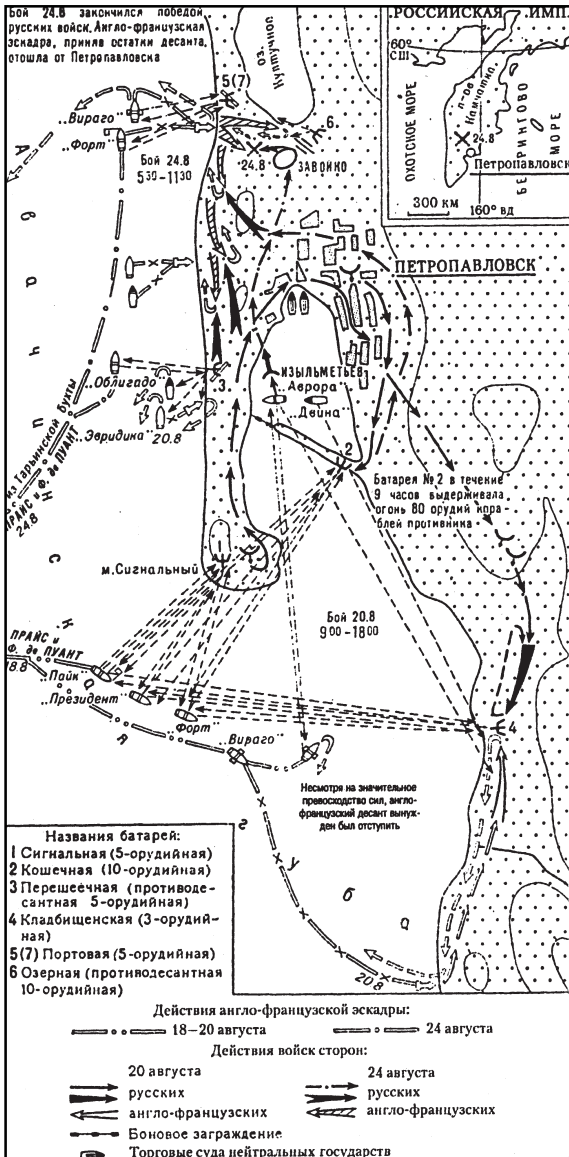 Бой 24.8 закончился победой
русских войск. Англо-французская
эскадра, приняв остатки десанта,
отошла от Петропавловска
РОССИЙСКАЯ ИМП.
60°
СШ
ОХОТСКОЕ МОРЕ
п-ов
Камчатка
24.8
Петропавловск
БЕРИНГОВО
МОРЕ
300 км
160° вд
Култучное
оз.
5(7)
6
„Вираго"
„Форт"
Бой 24.8
5³⁰-11³⁰
24.8
ЗАВОЙКО
ПЕТРОПАВЛОВСК
Авачинская
губа
„Облигадо"
3
„Эвридика"
20.8
ИЗЫЛЬМЕТЬЕВ
„Аврора"
„Двина"
2
из Тарьинской бухты
ПРАЙС и Ф. де ПУАНТ
24.8
Батарея № 2 в течение
9 часов выдерживала
огонь 80 орудий кора-
блей противника
м.Сигнальный
1
Бой 20.8
9⁰⁰-18⁰⁰
ПРАЙС и
Ф. де ПУАНТ
18.8
„Пайк"
„Президент"
„Форт"
„Вираго"
4
Несмотря на значительное
превосходство сил, англо-
французский десант вынуж-
ден был отступить
20.8
Названия батарей:
1 Сигнальная (5-орудийная)
2 Кошечная (10-орудийная)
3 Перешеечная (противоде-
сантная 5-орудийная)
4 Кладбищенская (3-орудий-
ная)
5(7) Портовая (5-орудийная)
6 Озерная (противодесантная
10-орудийная)
Действия англо-французской эскадры:
18–20 августа
24 августа
Действия войск сторон:
20 августа
24 августа
русских
русских
англо-французских
англо-французских
Боновое заграждение
Торговые суда нейтральных государств